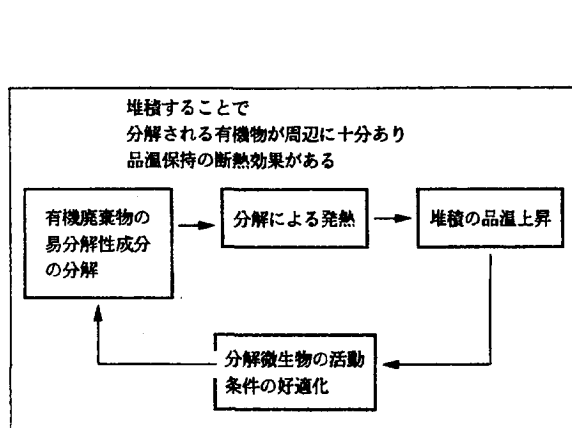 堆積することで
分解される有機物が周辺に十分あり
品温保持の断熱効果がある
有機廃棄物の
易分解性成分
の分解
分解による発熱
堆積の品温上昇
分解微生物の活動
条件の好適化